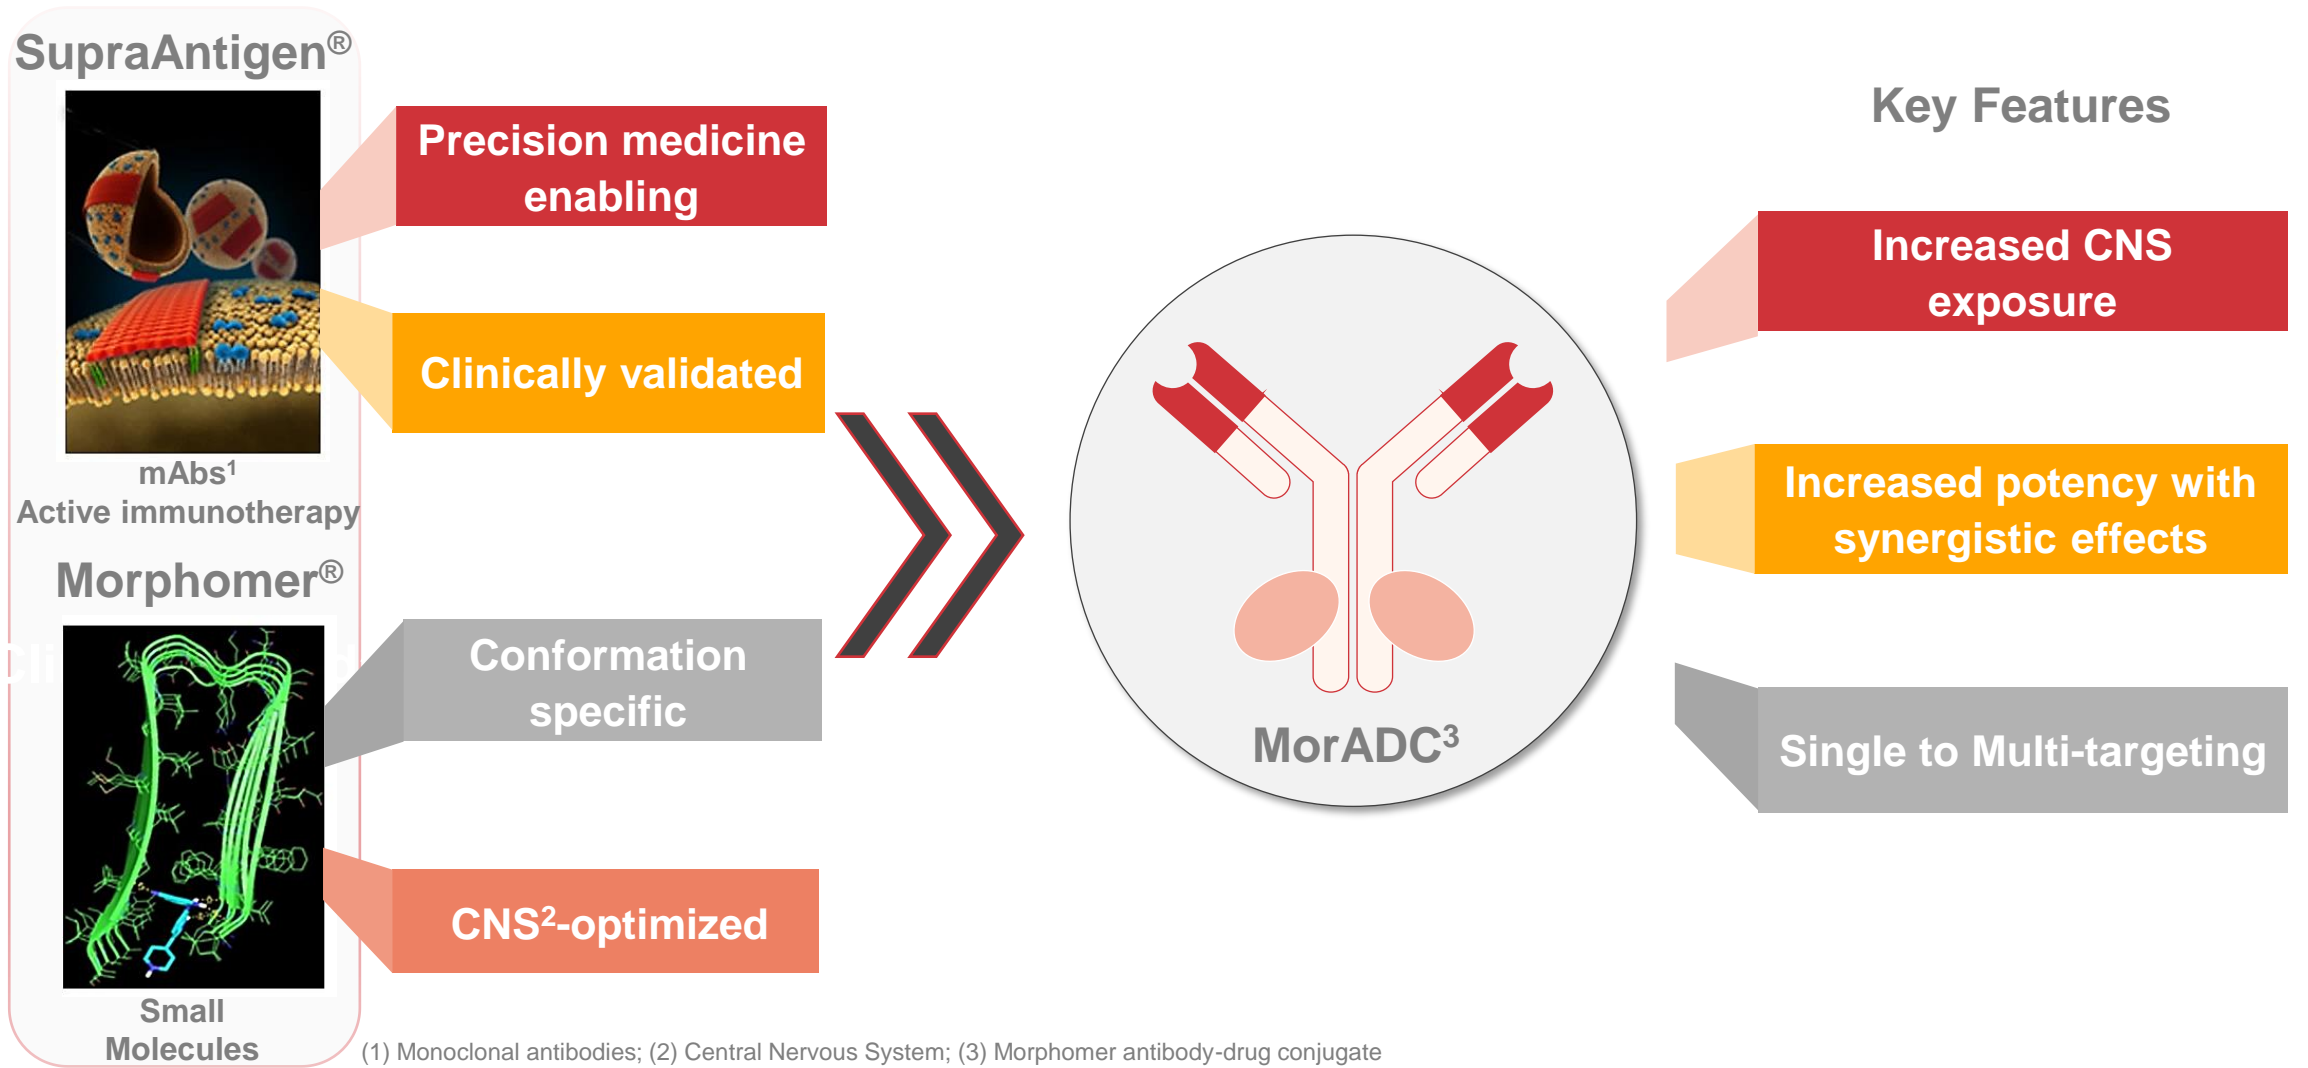 SupraAntigen®
mAbs¹
Active immunotherapy
Morphomer®
Small
Molecules
Precision medicine
enabling
Clinically validated
Conformation
specific
CNS²-optimized
MorADC³
Key Features
Increased CNS
exposure
Increased potency with
synergistic effects
Single to Multi-targeting
(1) Monoclonal antibodies; (2) Central Nervous System; (3) Morphomer antibody-drug conjugate